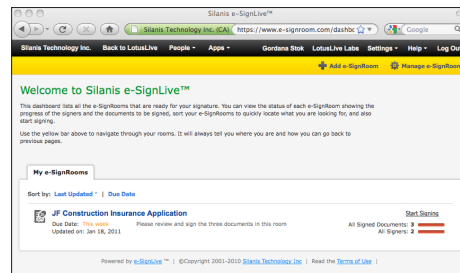 Silanis e-SignLive™
Silanis Technology Inc. (CA) https://www.e-signroom.com/dashbc Google
Silanis Technology Inc. Back to LotusLive People Apps Gordana Stok LotusLive Labs Settings Help Log Out
Add e-SignRoom Manage e-SignRoom
Welcome to Silanis e-SignLive™
This dashboard lists all the e-SignRooms that are ready for your signature. You can view the status of each e-SignRoom showing the
progress of the signers and the documents to be signed, sort your e-SignRooms to quickly locate what you are looking for, and also
start signing.
Use the yellow bar above to navigate through your rooms. It will always tell you where you are and how you can go back to
previous pages.
My e-SignRooms
Sort by: Last Updated | Due Date
JF Construction Insurance Application Start Signing
Due Date: This week Please review and sign the three documents in this room All Signed Documents: 3
Updated on: Jan 18, 2011 All Signers: 2
Powered by e-SignLive ™ | ©Copyright 2001-2010 Silanis Technology Inc | Read the Terms of Use |